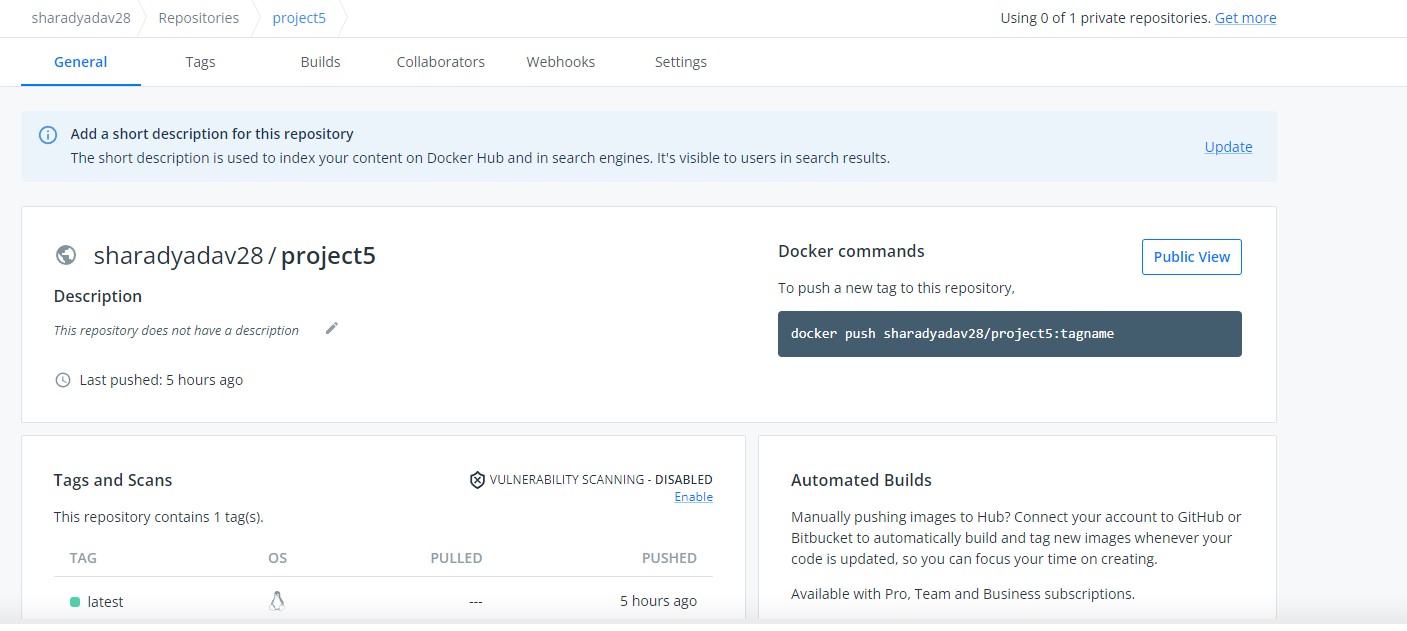 sharadyadav28 Repositories project5 Using 0 of 1 private repositories. Get more
General Tags Builds Collaborators Webhooks Settings
Add a short description for this repository
The short description is used to index your content on Docker Hub and in search engines. It's visible to users in search results.
Update
sharadyadav28 / project5
Description
This repository does not have a description
Last pushed: 5 hours ago
Docker commands
Public View
To push a new tag to this repository,
docker push sharadyadav28/project5:tagname
Tags and Scans
VULNERABILITY SCANNING - DISABLED
Enable
This repository contains 1 tag(s).
TAG OS PULLED PUSHED
latest --- 5 hours ago
Automated Builds
Manually pushing images to Hub? Connect your account to GitHub or
Bitbucket to automatically build and tag new images whenever your
code is updated, so you can focus your time on creating.
Available with Pro, Team and Business subscriptions.